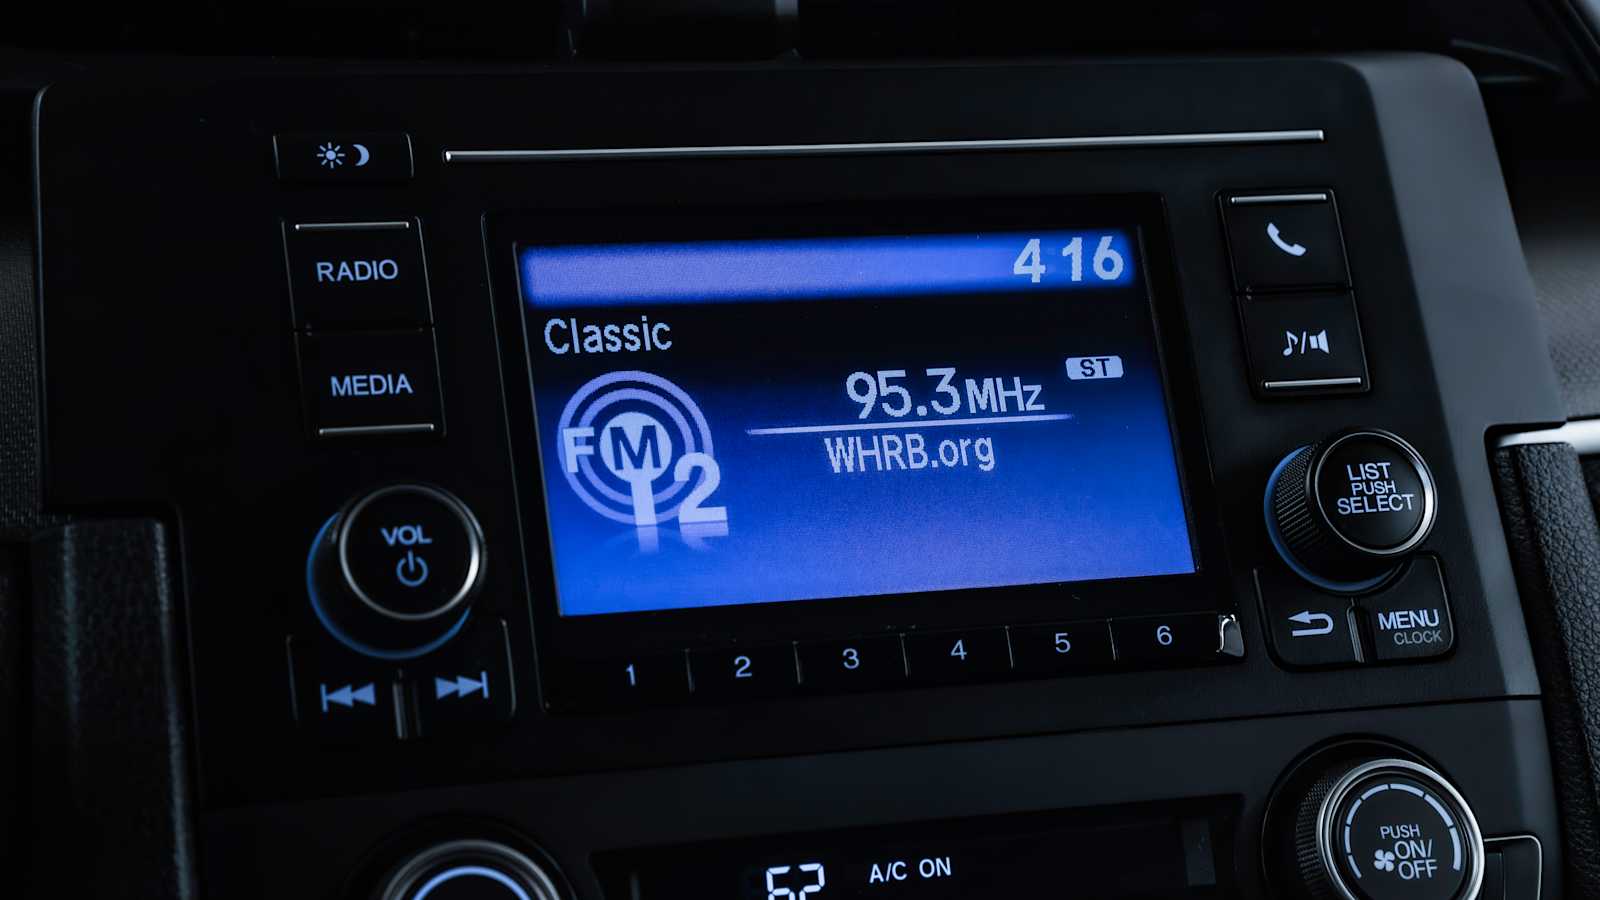 RADIO
MEDIA
VOL
4 16
Classic
95.3MHz
ST
FM
2
WHRB.org
1 2 3 4 5 6
LIST
PUSH
SELECT
MENU
CLOCK
62
A/C ON
PUSH
ON/
OFF